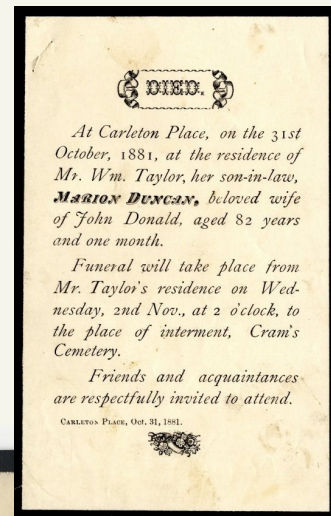 DIED.
At Carleton Place, on the 31st
October, 1881, at the residence of
Mr. Wm. Taylor, her son-in-law,
MARION DUNCAN, beloved wife
of John Donald, aged 82 years
and one month.
Funeral will take place from
Mr. Taylor's residence on Wed-
nesday, 2nd Nov., at 2 o'clock, to
the place of interment, Cram's
Cemetery.
Friends and acquaintances
are respectfully invited to attend.
CARLETON PLACE, Oct. 31, 1881.